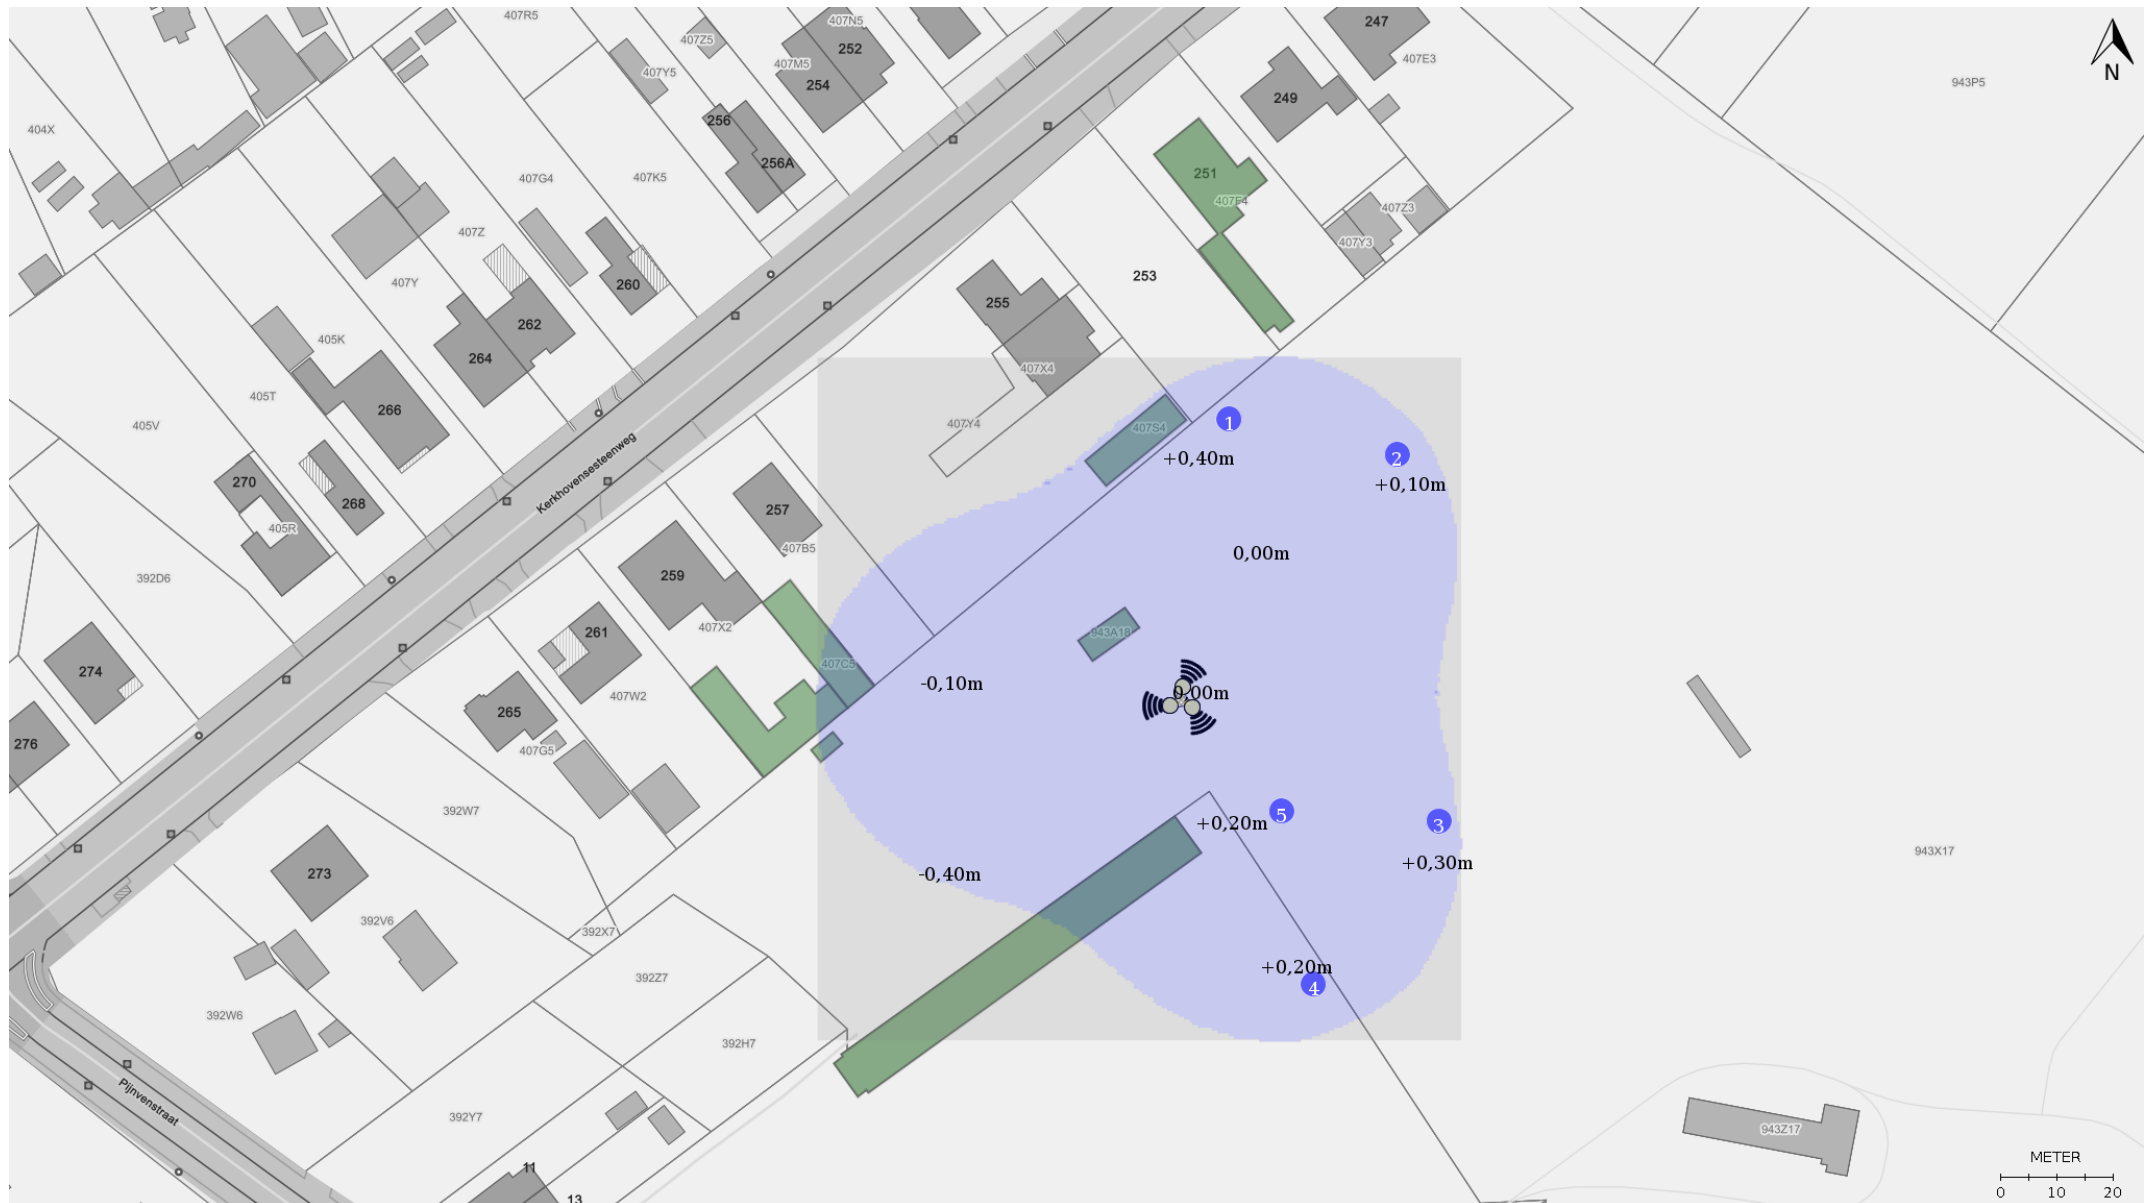 407R5
407N5
247
407Z5
252
407E3
N
407M5
407Y5
943P5
254
249
256
404X
256A
251
407G4
407K5
407F4
407Z3
407Z
407Y3
253
407Y
260
255
262
405K
264
407X4
266
405T
1
405V
407Y4
407S4
2
+0,40m
Kerkhovensesteenweg
270
+0,10m
268
257
405R
407B5
0,00m
259
392D6
407X2
261
943A18
407C5
274
-0,10m
0,00m
407W2
265
276
407G5
392W7
5
+0,20m
3
943X17
+0,30m
273
-0,40m
392V6
392X7
+0,20m
392Z7
4
392W6
392H7
Pijnvenstraat
392Y7
943Z17
METER
11
0 10 20
13